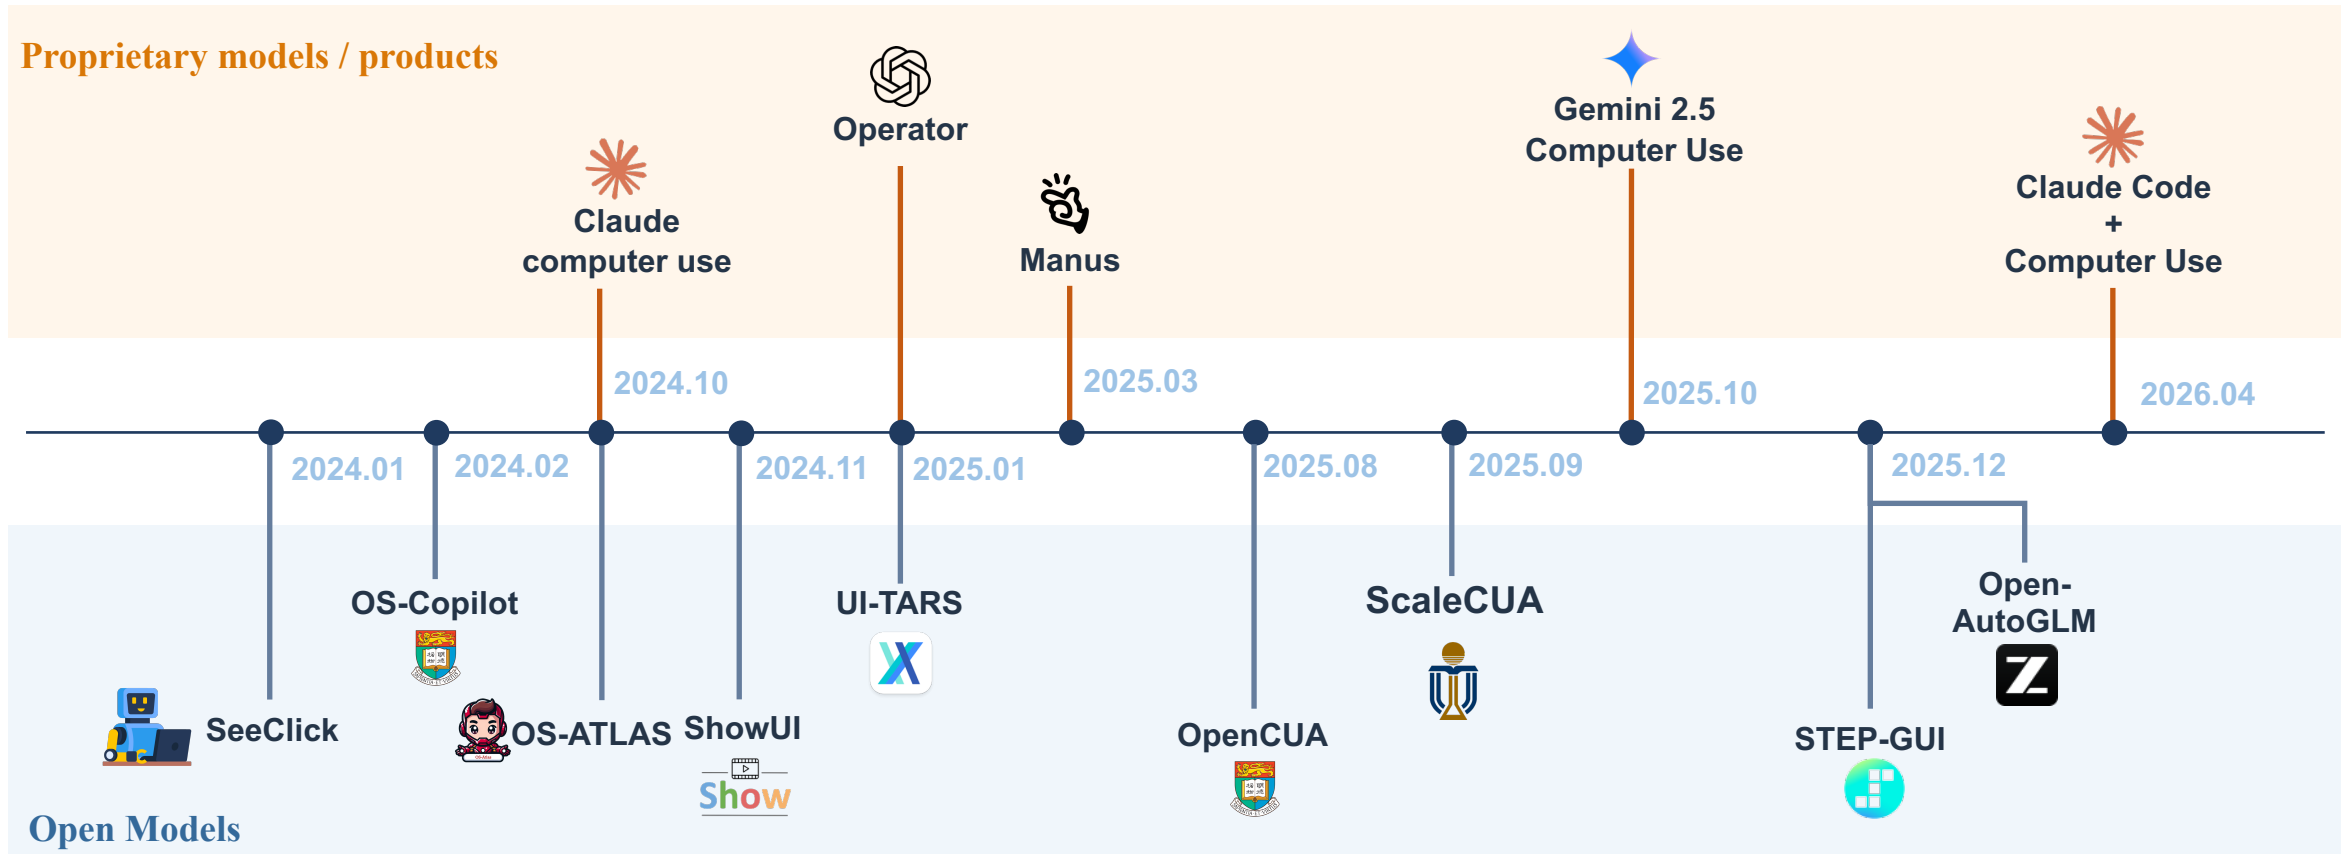 Proprietary models / products
Operator
Gemini 2.5
Computer Use
Claude
computer use
Manus
Claude Code
+
Computer Use
2024.10
2025.03
2025.10
2026.04
2024.01
2024.02
2024.11
2025.01
2025.08
2025.09
2025.12
OS-Copilot
UI-TARS
ScaleCUA
Open-
AutoGLM
SeeClick
OS-ATLAS
ShowUI
OpenCUA
STEP-GUI
OS-Atlas
Show
Open Models